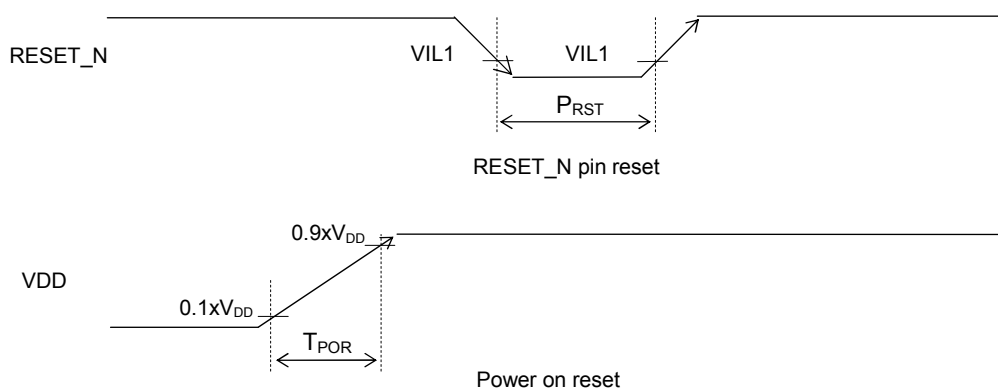 RESET_N
VIL1
VIL1
PRST
RESET_N pin reset
0.9xVDD
VDD
0.1xVDD
TPOR
Power on reset